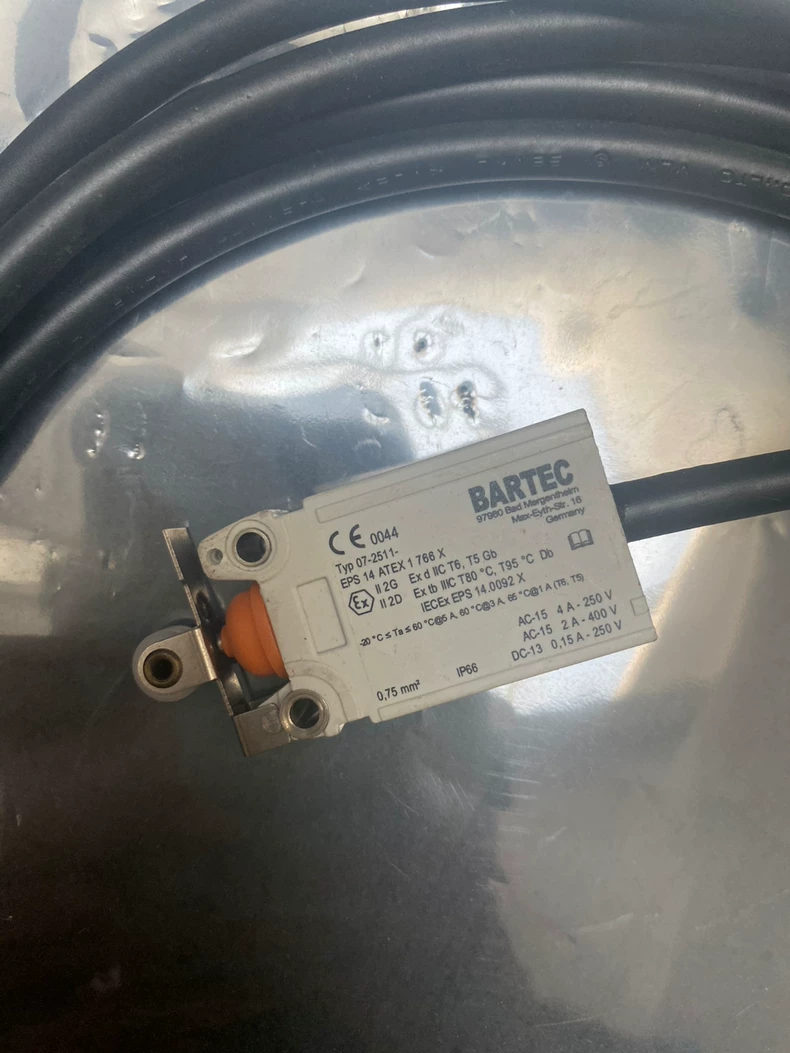 BARTEC
97980 Bad Mergentheim
Max-Eyth-Str. 16
Germany
CE 0044
Typ 07-2511-
EPS 14 ATEX 1 766 X
Ex II 2G Ex d IIC T6, T5 Gb
II 2D Ex tb IIIC T80 °C, T95 °C Db
IECEx EPS 14.0092 X
-20 °C ≤ Ta ≤ 60 °C@5 A, 60 °C@3 A, 65 °C@1 A (T6, T5)
AC-15 4 A - 250 V
AC-15 2 A - 400 V
DC-13 0,15 A - 250 V
0,75 mm² IP66